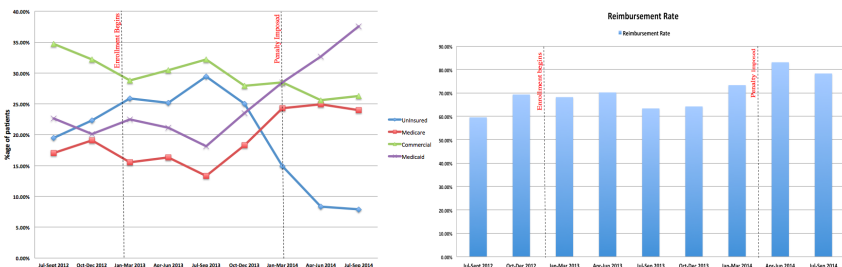 40.00%
35.00%
30.00%
25.00%
20.00%
15.00%
10.00%
5.00%
0.00%
%age of patients
Enrollment Begins
Penalty Imposed
Jul-Sept 2012 Oct-Dec 2012 Jan-Mar 2013 Apr-Jun 2013 Jul-Sep 2013 Oct-Dec 2013 Jan-Mar 2014 Apr-Jun 2014 Jul-Sep 2014
Uninsured
Medicare
Commercial
Medicaid
Reimbursement Rate
Reimbursement Rate
90.00%
80.00%
70.00%
60.00%
50.00%
40.00%
30.00%
20.00%
10.00%
0.00%
Enrollment begins
Penalty imposed
Jul-Sept 2012 Oct-Dec 2012 Jan-Mar 2013 Apr-Jun 2013 Jul-Sep 2013 Oct-Dec 2013 Jan-Mar 2014 Apr-Jun 2014 Jul-Sep 2014